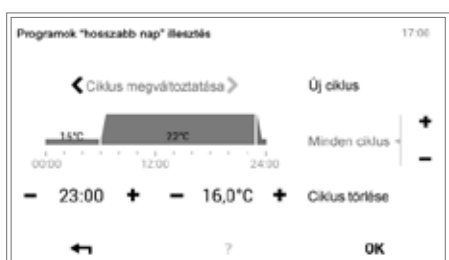 Programok "hosszabb nap" illesztés 17:00
Ciklus megváltoztatása Új ciklus
16°C 22°C
Minden ciklus
00:00 12:00 24:00
− 23:00 + − 16,0°C + Ciklus törlése
+
−
? OK